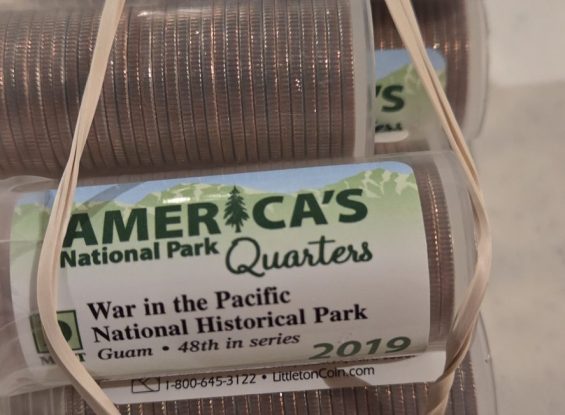 'S
AMERICA'S
National Park Quarters
War in the Pacific
National Historical Park
Guam • 48th in series
2019
1-800-645-3122 • LittletonCoin.com